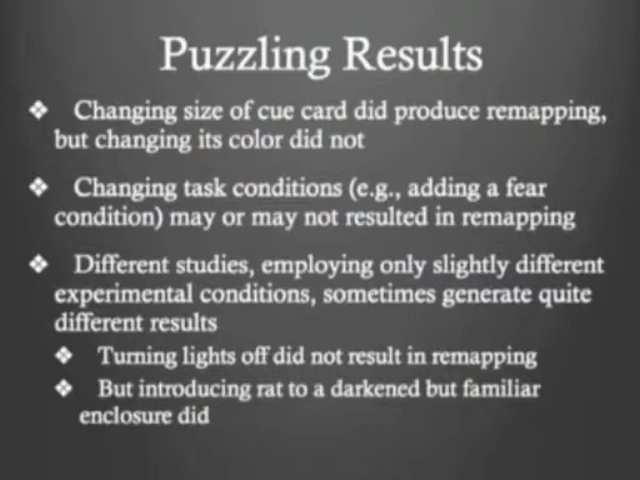 Puzzling Results
❖ Changing size of cue card did produce remapping,
but changing its color did not
❖ Changing task conditions (e.g., adding a fear
condition) may or may not resulted in remapping
❖ Different studies, employing only slightly different
experimental conditions, sometimes generate quite
different results
❖ Turning lights off did not result in remapping
❖ But introducing rat to a darkened but familiar
enclosure did